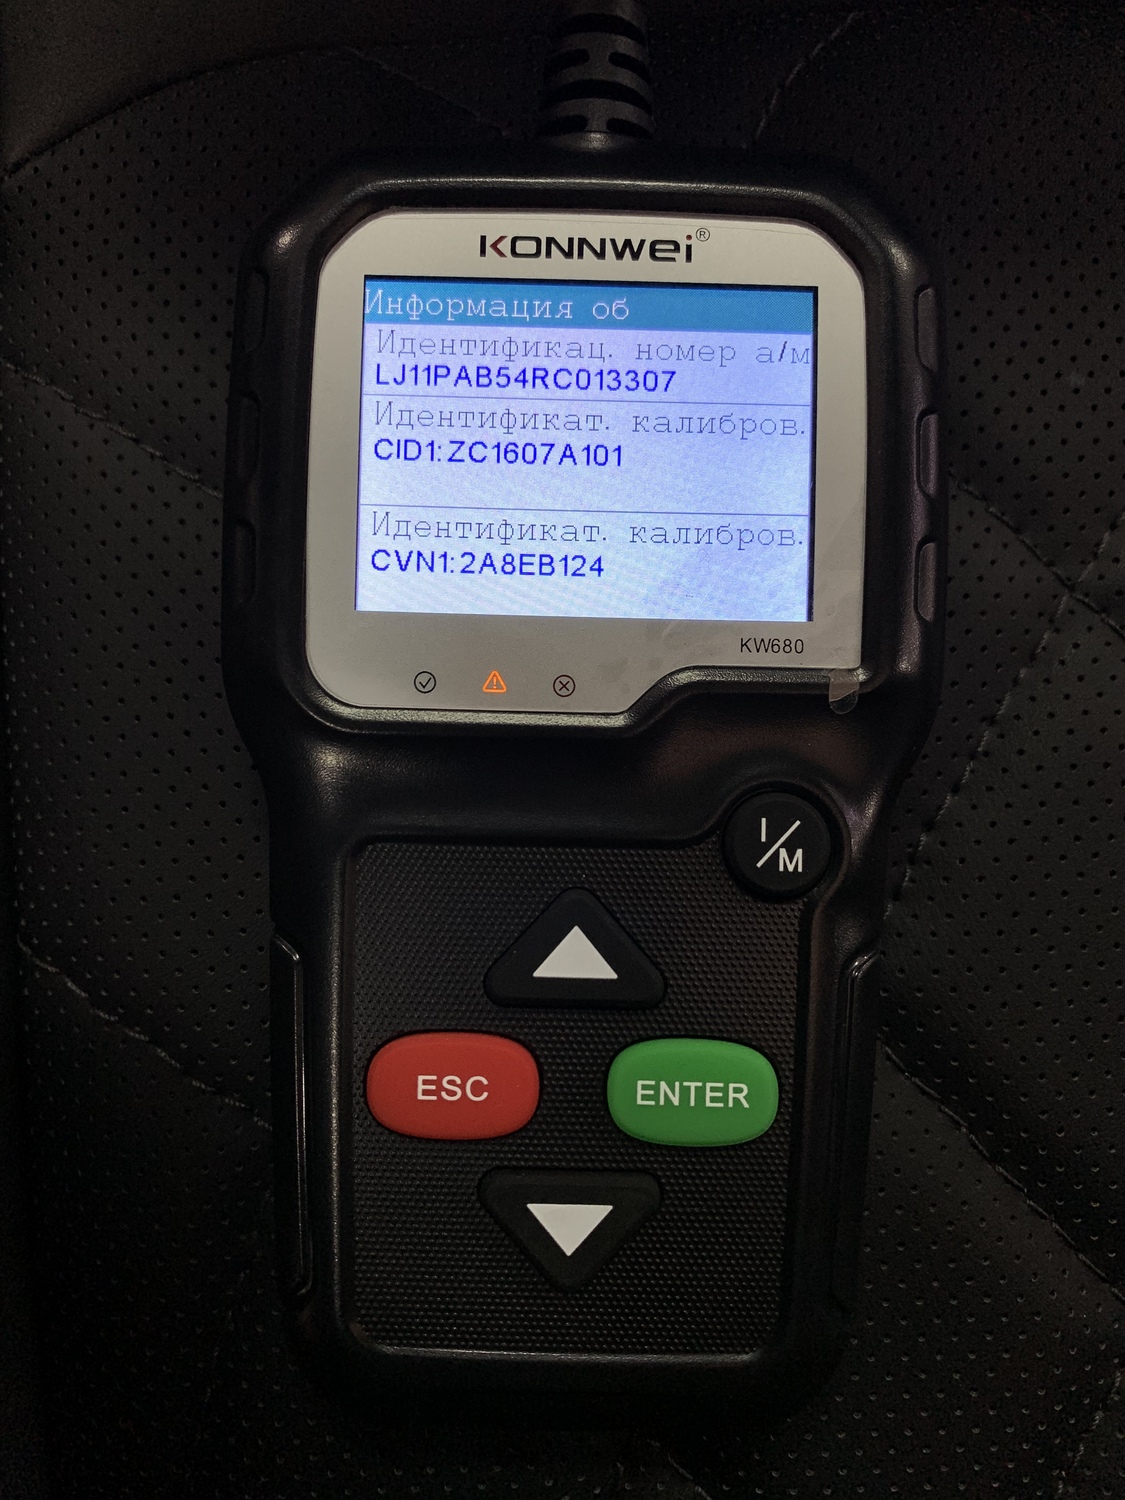 KONNWEI®
Информация об
Идентификац. номер а/м
LJ11PAB54RC013307
Идентификат. калибров.
CID1:ZC1607A101
Идентификат. калибров.
CVN1:2A8EB124
KW680
I/M
ESC
ENTER